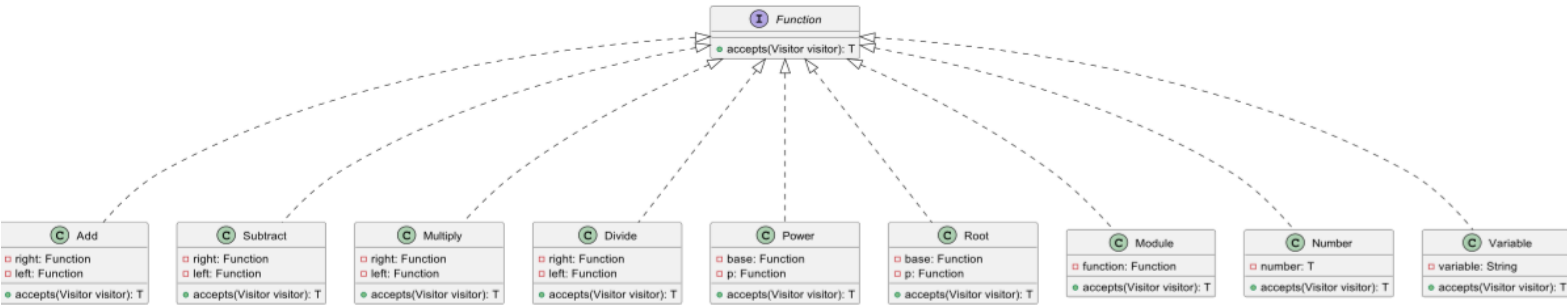 I Function
accepts(Visitor visitor): T
C Add
right: Function
left: Function
accepts(Visitor visitor): T
C Subtract
right: Function
left: Function
accepts(Visitor visitor): T
C Multiply
right: Function
left: Function
accepts(Visitor visitor): T
C Divide
right: Function
left: Function
accepts(Visitor visitor): T
C Power
base: Function
p: Function
accepts(Visitor visitor): T
C Root
base: Function
p: Function
accepts(Visitor visitor): T
C Module
function: Function
accepts(Visitor visitor): T
C Number
number: T
accepts(Visitor visitor): T
C Variable
variable: String
accepts(Visitor visitor): T